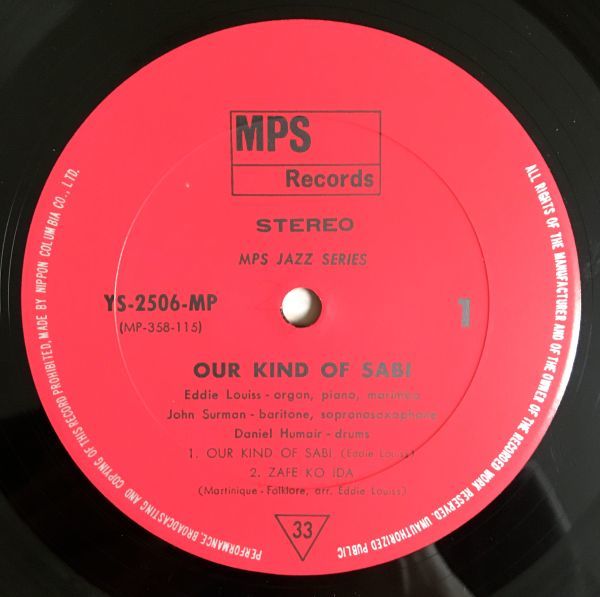 MPS
Records
STEREO
MPS JAZZ SERIES
YS-2506-MP
(MP-358-115)
1
OUR KIND OF SABI
Eddie Louiss - organ, piano, marimba
John Surman - baritone, sopranosaxophone
Daniel Humair - drums
1. OUR KIND OF SABI (Eddie Louiss)
2. ZAFE KO IDA
(Martinique - Folklore, arr. Eddie Louiss)
33
ALL RIGHTS OF THE MANUFACTURER AND OF THE OWNER OF THE RECORDED WORK RESERVED. UNAUTHORIZED PUBLIC PERFORMANCE, BROADCASTING AND COPYING OF THIS RECORD PROHIBITED, MADE BY NIPPON COLUMBIA CO., LTD.